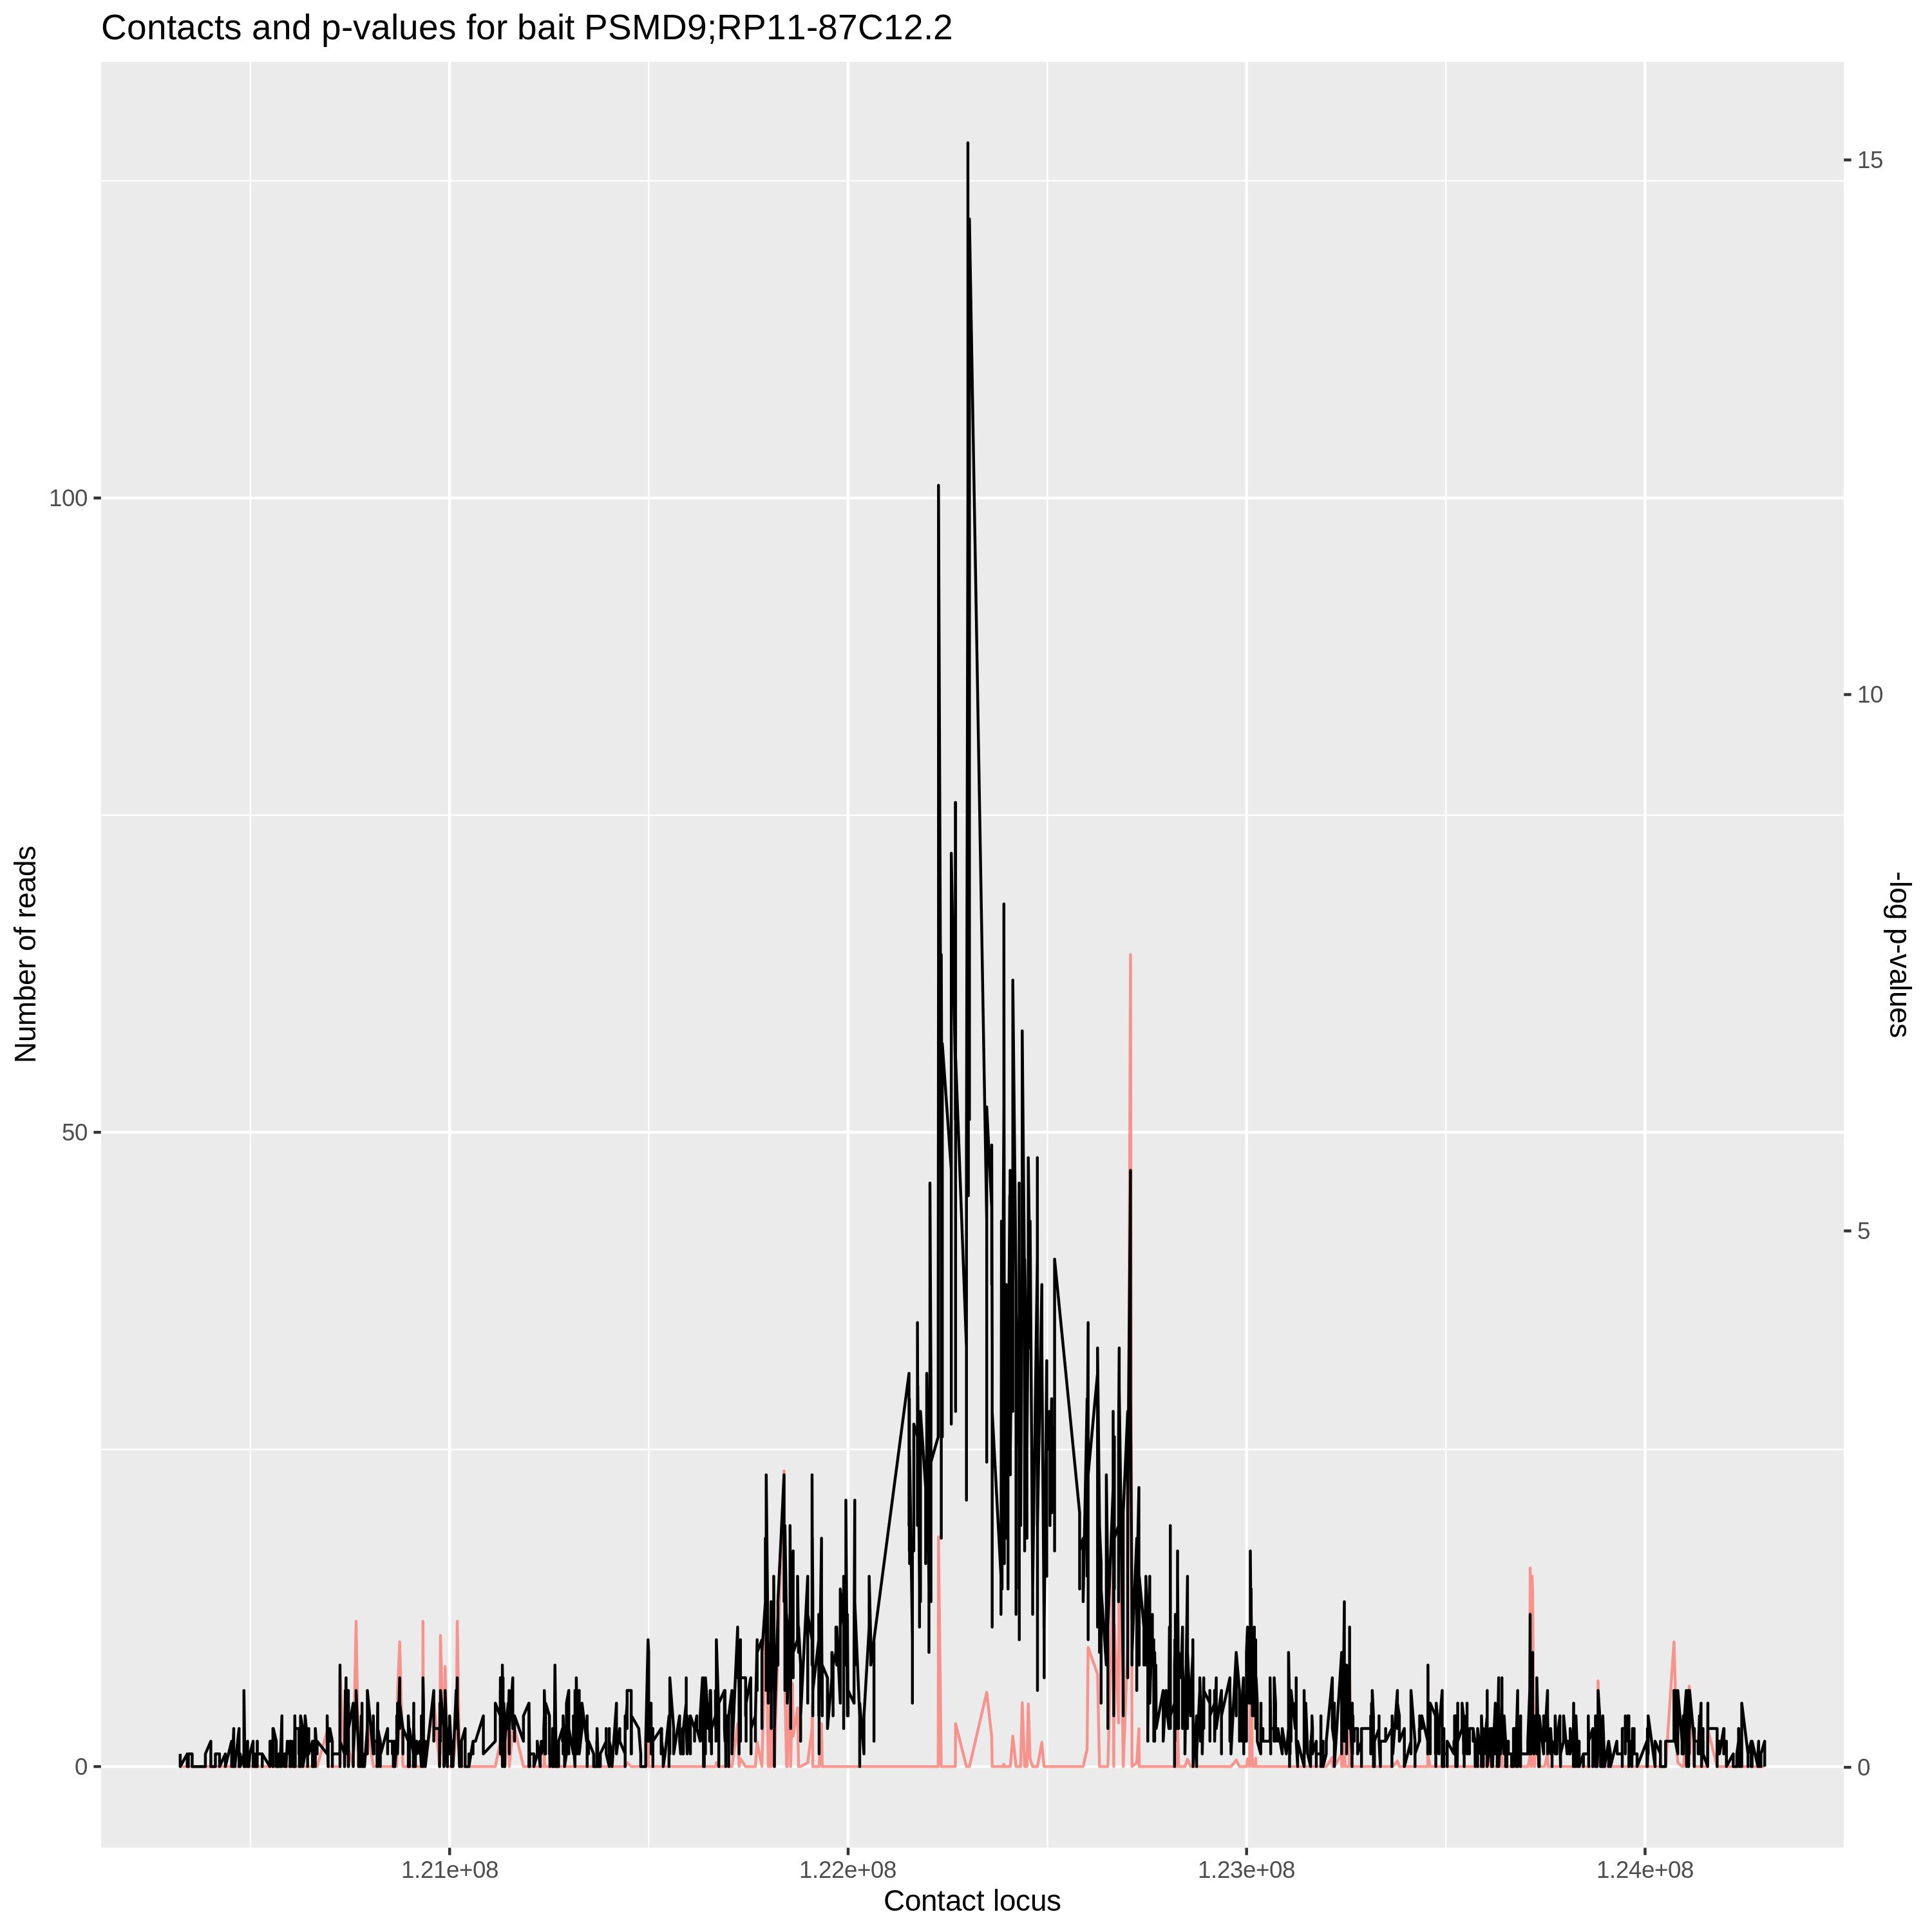 Contacts and p-values for bait PSMD9;RP11-87C12.2
Number of reads
100
50
0
15
10
5
0
-log p-values
1.21e+08
1.22e+08
1.23e+08
1.24e+08
Contact locus